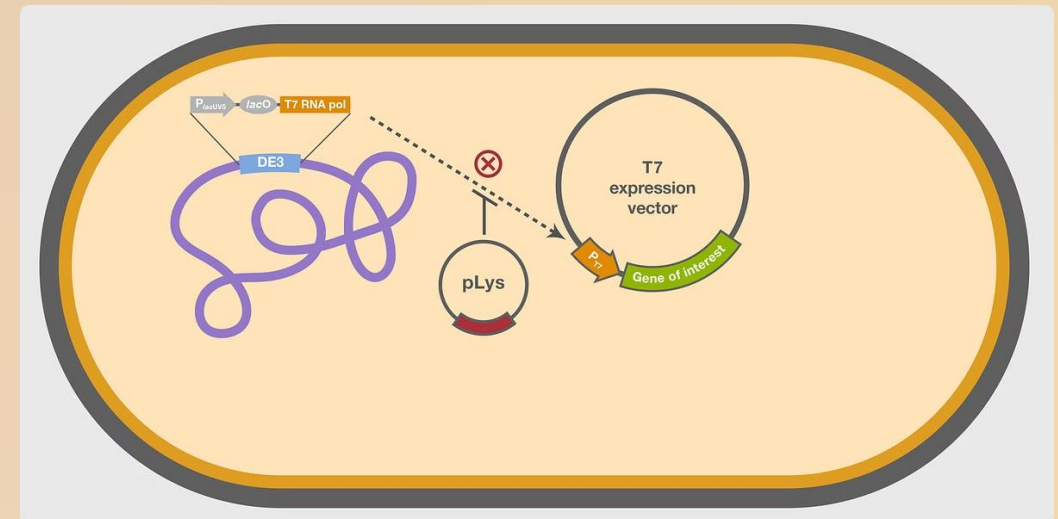 PlacUV5 lacO T7 RNA pol
DE3
T7
expression
vector
pLys
PT7
Gene of interest